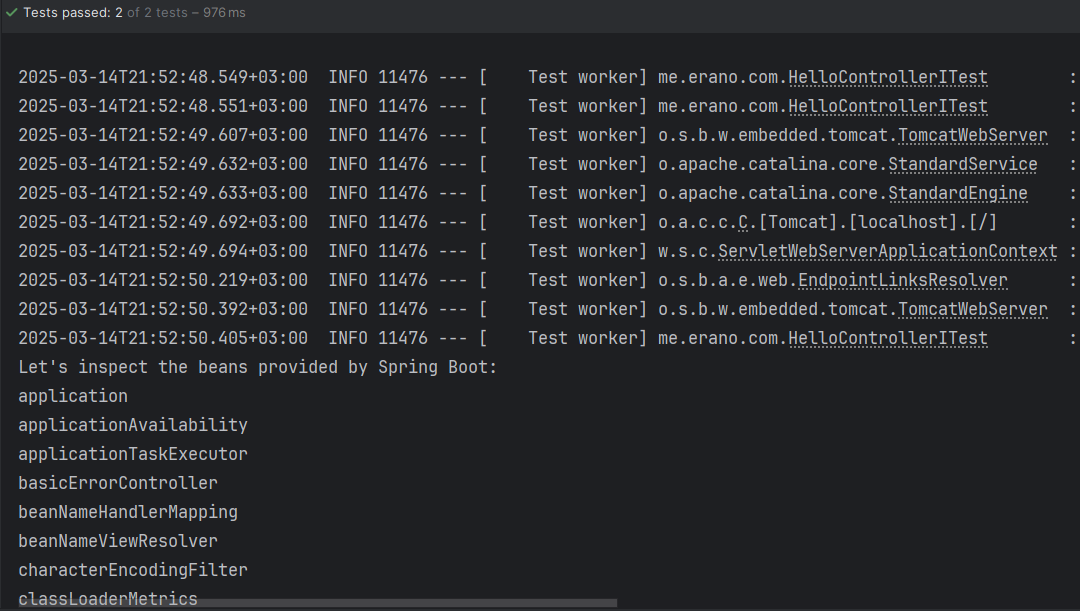 Tests passed: 2 of 2 tests – 976 ms
2025-03-14T21:52:48.549+03:00  INFO 11476 --- [    Test worker] me.erano.com.HelloControllerITest        :
2025-03-14T21:52:48.551+03:00  INFO 11476 --- [    Test worker] me.erano.com.HelloControllerITest        :
2025-03-14T21:52:49.607+03:00  INFO 11476 --- [    Test worker] o.s.b.w.embedded.tomcat.TomcatWebServer  :
2025-03-14T21:52:49.632+03:00  INFO 11476 --- [    Test worker] o.apache.catalina.core.StandardService   :
2025-03-14T21:52:49.633+03:00  INFO 11476 --- [    Test worker] o.apache.catalina.core.StandardEngine    :
2025-03-14T21:52:49.692+03:00  INFO 11476 --- [    Test worker] o.a.c.c.C.[Tomcat].[localhost].[/]       :
2025-03-14T21:52:49.694+03:00  INFO 11476 --- [    Test worker] w.s.c.ServletWebServerApplicationContext :
2025-03-14T21:52:50.219+03:00  INFO 11476 --- [    Test worker] o.s.b.a.e.web.EndpointLinksResolver      :
2025-03-14T21:52:50.392+03:00  INFO 11476 --- [    Test worker] o.s.b.w.embedded.tomcat.TomcatWebServer  :
2025-03-14T21:52:50.405+03:00  INFO 11476 --- [    Test worker] me.erano.com.HelloControllerITest        :
Let's inspect the beans provided by Spring Boot:
application
applicationAvailability
applicationTaskExecutor
basicErrorController
beanNameHandlerMapping
beanNameViewResolver
characterEncodingFilter
classLoaderMetrics